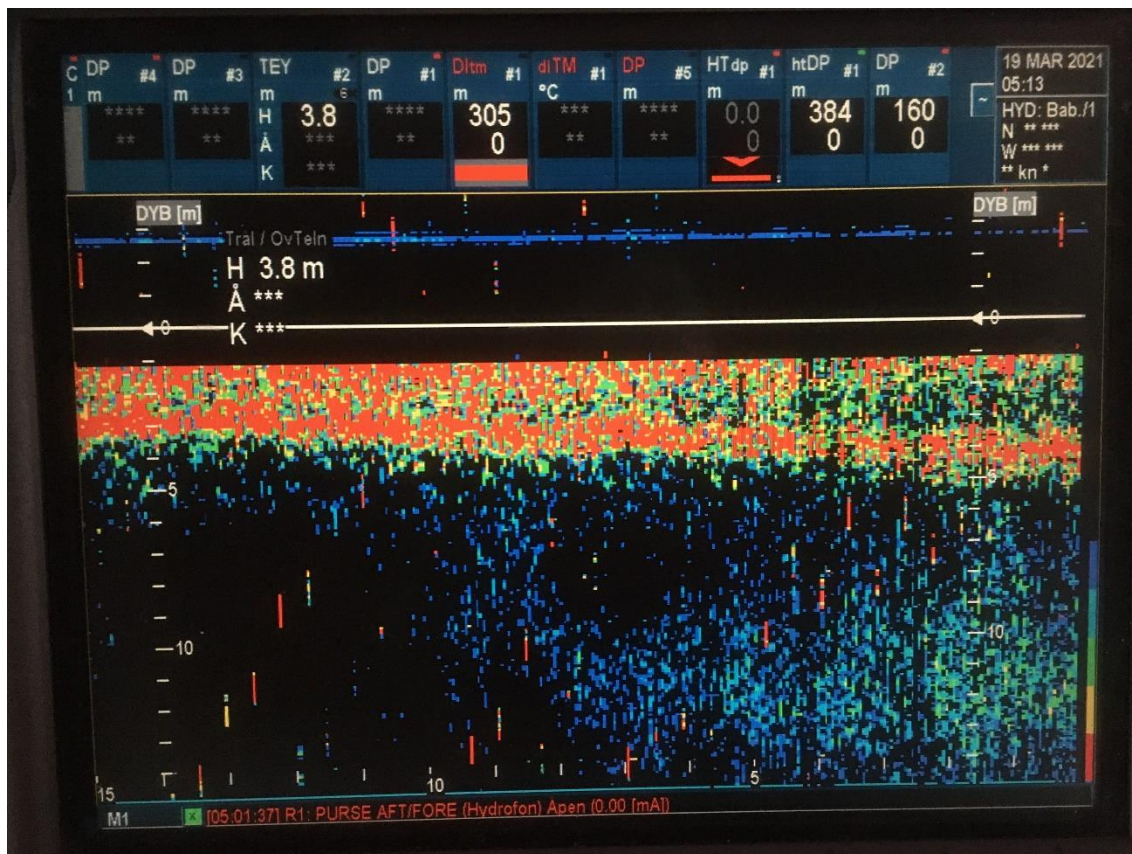 C DP #4 DP #3 TEY #2 DP #1 DItm #1 dITM #1 DP #5 HTdp #1 htDP #1 DP #2
1 m m m 6 m m °C m m m m
**** **** H 3.8 **** 305 *** **** 0.0 384 160
** ** Å *** ** 0 ** ** 0 0 0
K ***
~
19 MAR 2021
05:13
HYD: Bab./1
N ** ***
W *** ***
** kn *
DYB [m] DYB [m]
Tral / OvTeln
H 3.8 m
Å ***
0 K *** 0
5 5
10 10
15 10 5
M1 x [05:01:37] R1: PURSE AFT/FORE (Hydrofon) Åpen (0.00 [mA])